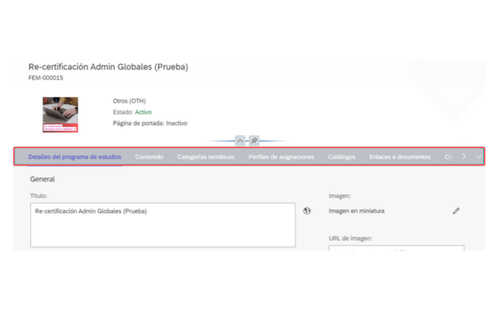 Re-certificación Admin Globales (Prueba)
FEM-000015
Otros (OTH)
Estado: Activo
Página de portada: Inactivo
Detalles del programa de estudios Contenido Categorías temáticas Perfiles de asignaciones Catálogos Enlaces a documentos
General
Título: Imagen:
Re-certificación Admin Globales (Prueba) Imagen en miniatura
URL de imagen: